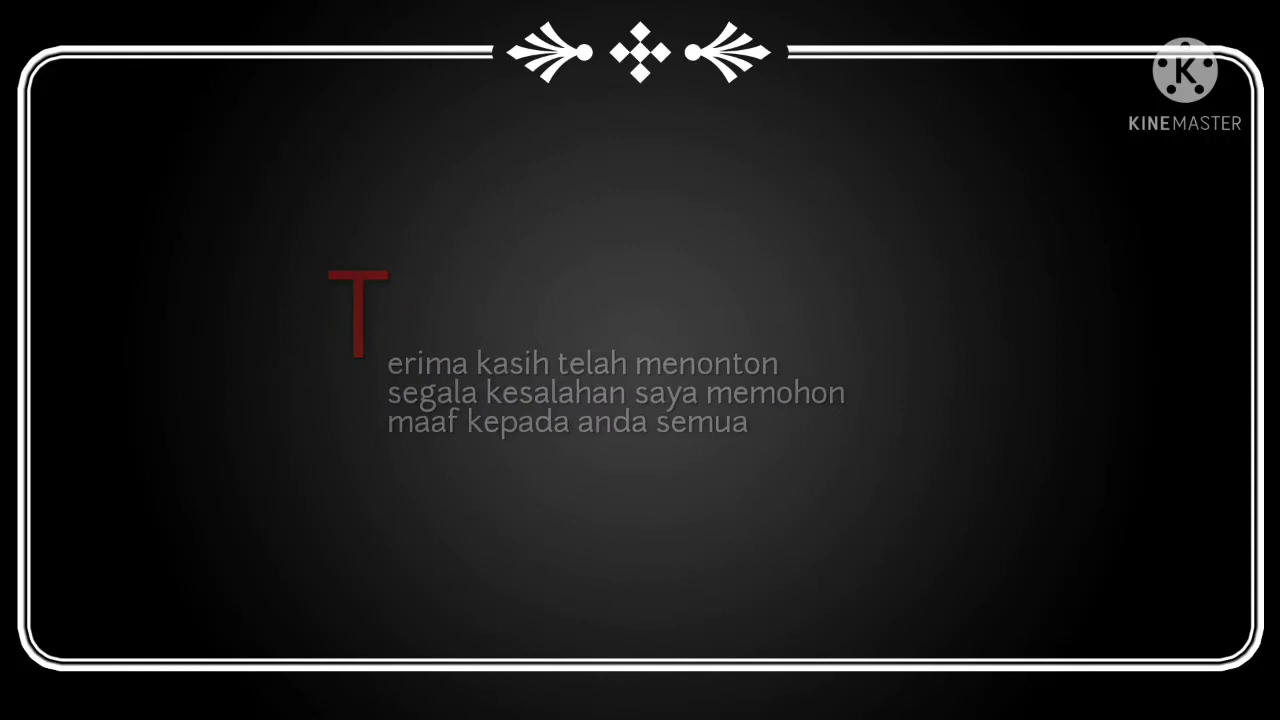 KINEMASTER
Terima kasih telah menonton
segala kesalahan saya memohon
maaf kepada anda semua